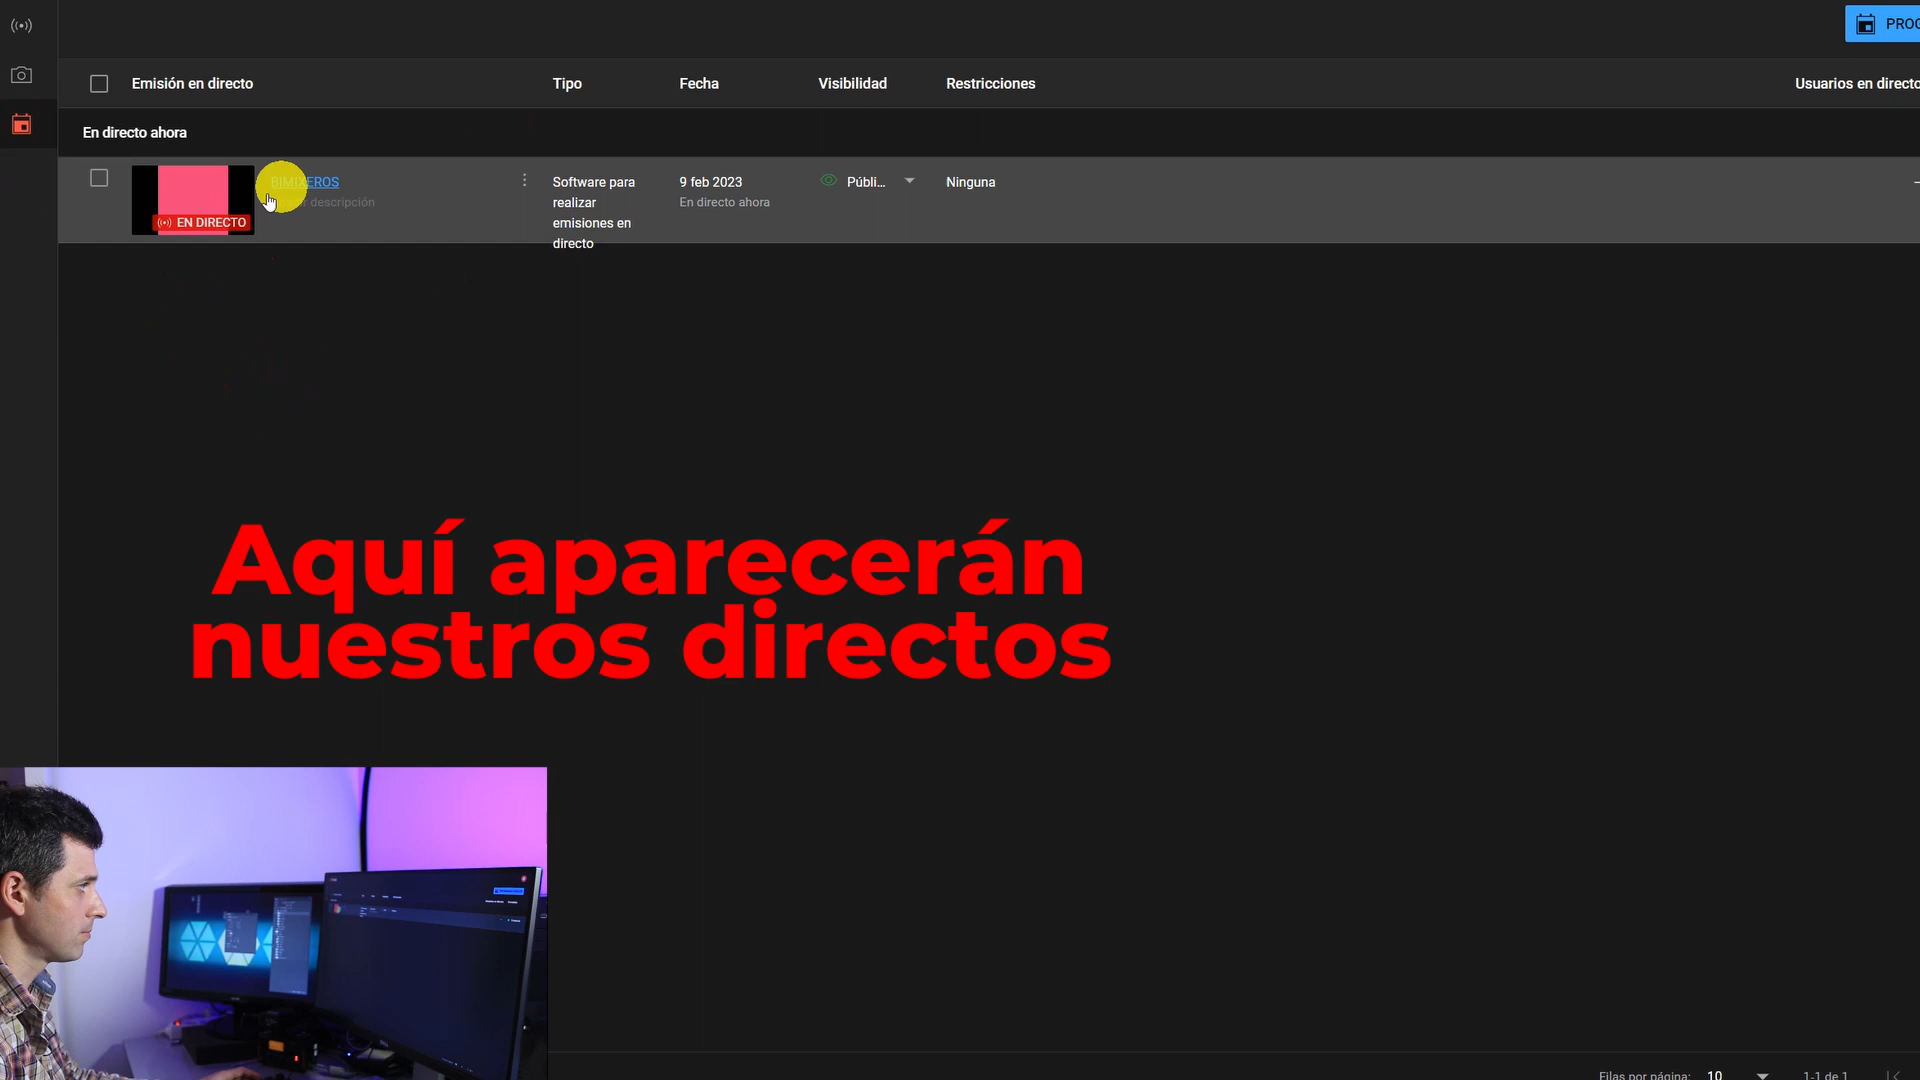 PROG
Emisión en directo
Tipo
Fecha
Visibilidad
Restricciones
Usuarios en directo
En directo ahora
BIMIXEROS
descripción
EN DIRECTO
Software para
realizar
emisiones en
directo
9 feb 2023
En directo ahora
Públi...
Ninguna
Aquí aparecerán
nuestros directos
Filas por página:
10
1-1 de 1